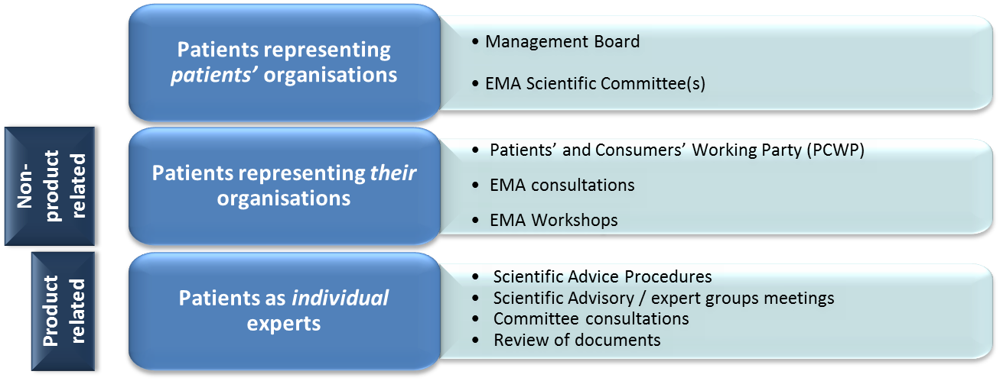 Patients representing
patients’ organisations
• Management Board
• EMA Scientific Committee(s)
Non-
product
related
Patients representing their
organisations
• Patients’ and Consumers’ Working Party (PCWP)
• EMA consultations
• EMA Workshops
Product
related
Patients as individual
experts
• Scientific Advice Procedures
• Scientific Advisory / expert groups meetings
• Committee consultations
• Review of documents